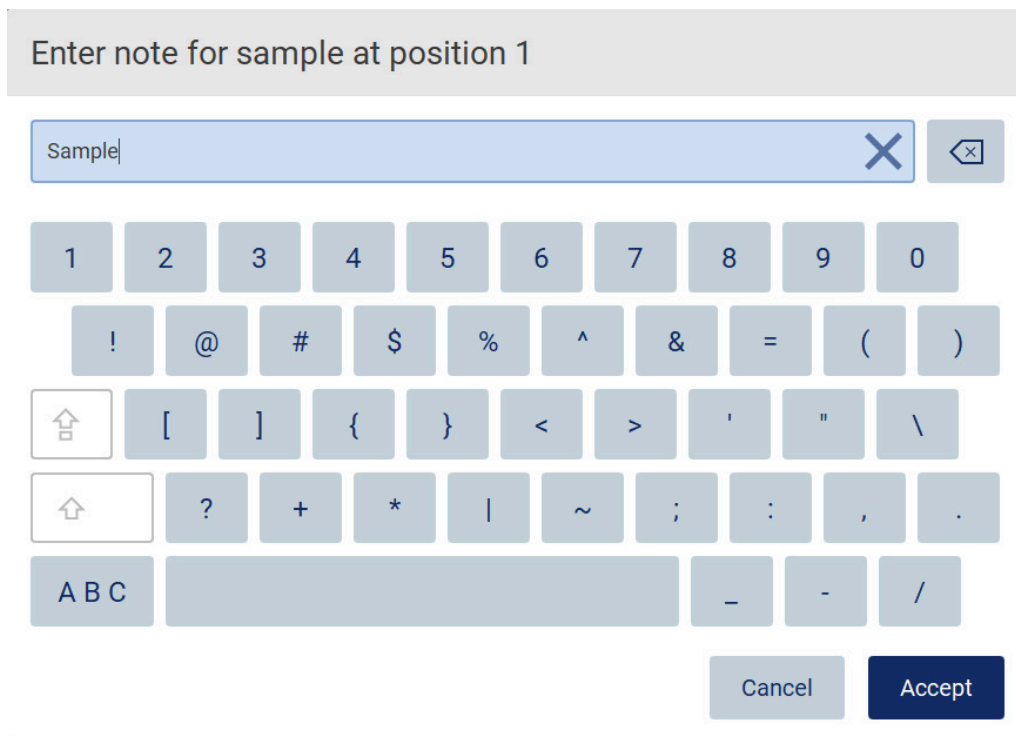 Enter note for sample at position 1
Sample
1 2 3 4 5 6 7 8 9 0
! @ # $ % ^ & = ( )
[ ] { } < > ' " \
? + * | ~ ; : , .
A B C _ - /
Cancel Accept